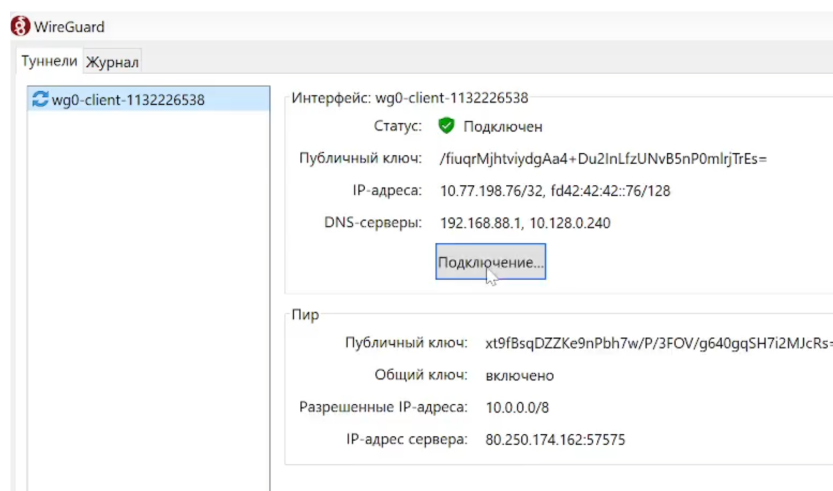 WireGuard
Туннели Журнал
wg0-client-1132226538
Интерфейс: wg0-client-1132226538
Статус: Подключен
Публичный ключ: /fiuqrMjhtviydgAa4+Du2InLfzUNvB5nP0mlrjTrEs=
IP-адреса: 10.77.198.76/32, fd42:42:42::76/128
DNS-серверы: 192.168.88.1, 10.128.0.240
Подключение...
Пир
Публичный ключ: xt9fBsqDZZKe9nPbh7w/P/3FOV/g640gqSH7i2MJcRs=
Общий ключ: включено
Разрешенные IP-адреса: 10.0.0.0/8
IP-адрес сервера: 80.250.174.162:57575